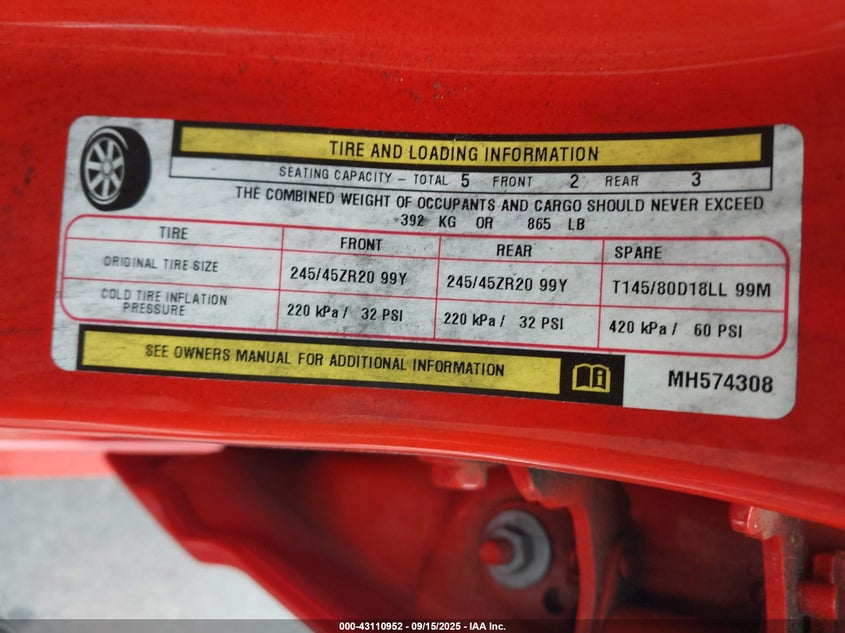 TIRE AND LOADING INFORMATION
SEATING CAPACITY – TOTAL 5 FRONT 2 REAR 3
THE COMBINED WEIGHT OF OCCUPANTS AND CARGO SHOULD NEVER EXCEED
392 KG OR 865 LB
TIRE FRONT REAR SPARE
ORIGINAL TIRE SIZE 245/45ZR20 99Y 245/45ZR20 99Y T145/80D18LL 99M
COLD TIRE INFLATION
PRESSURE 220 kPa / 32 PSI 220 kPa / 32 PSI 420 kPa / 60 PSI
SEE OWNERS MANUAL FOR ADDITIONAL INFORMATION
MH574308
000-43110952 - 09/15/2025 - IAA Inc.